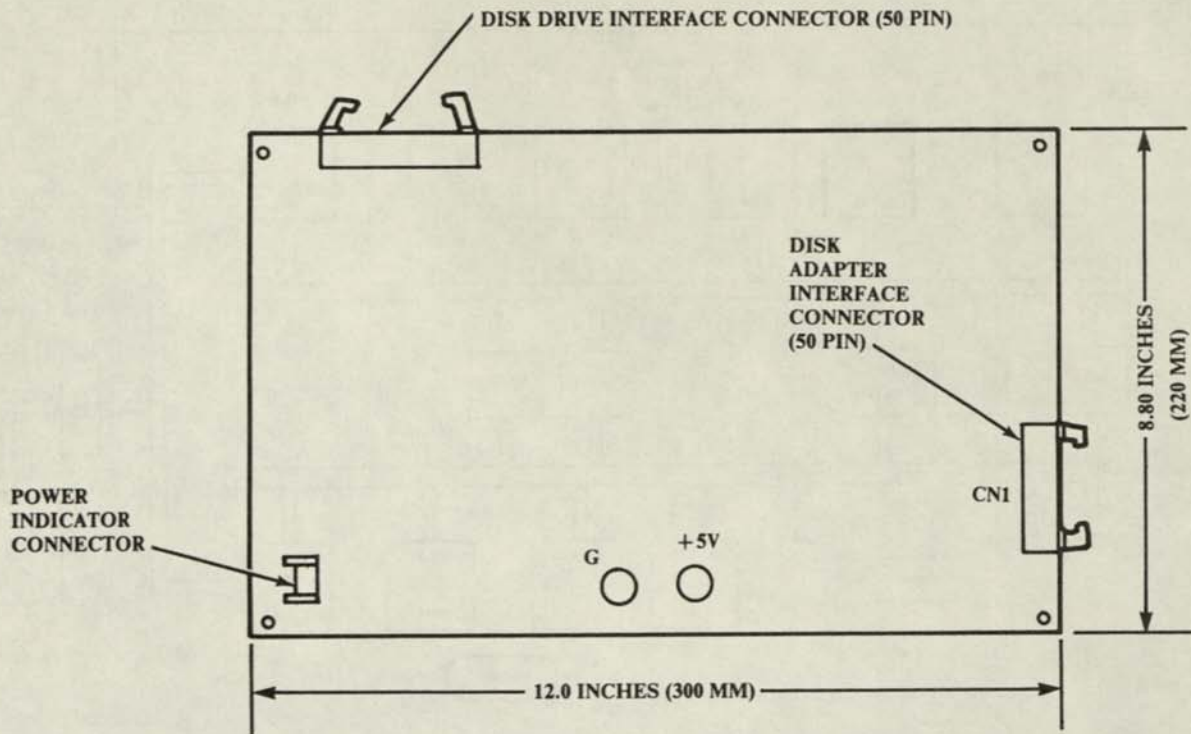 DISK DRIVE INTERFACE CONNECTOR (50 PIN)
DISK
ADAPTER
INTERFACE
CONNECTOR
(50 PIN)
8.80 INCHES
(220 MM)
CN1
POWER
INDICATOR
CONNECTOR
G
+5V
12.0 INCHES (300 MM)